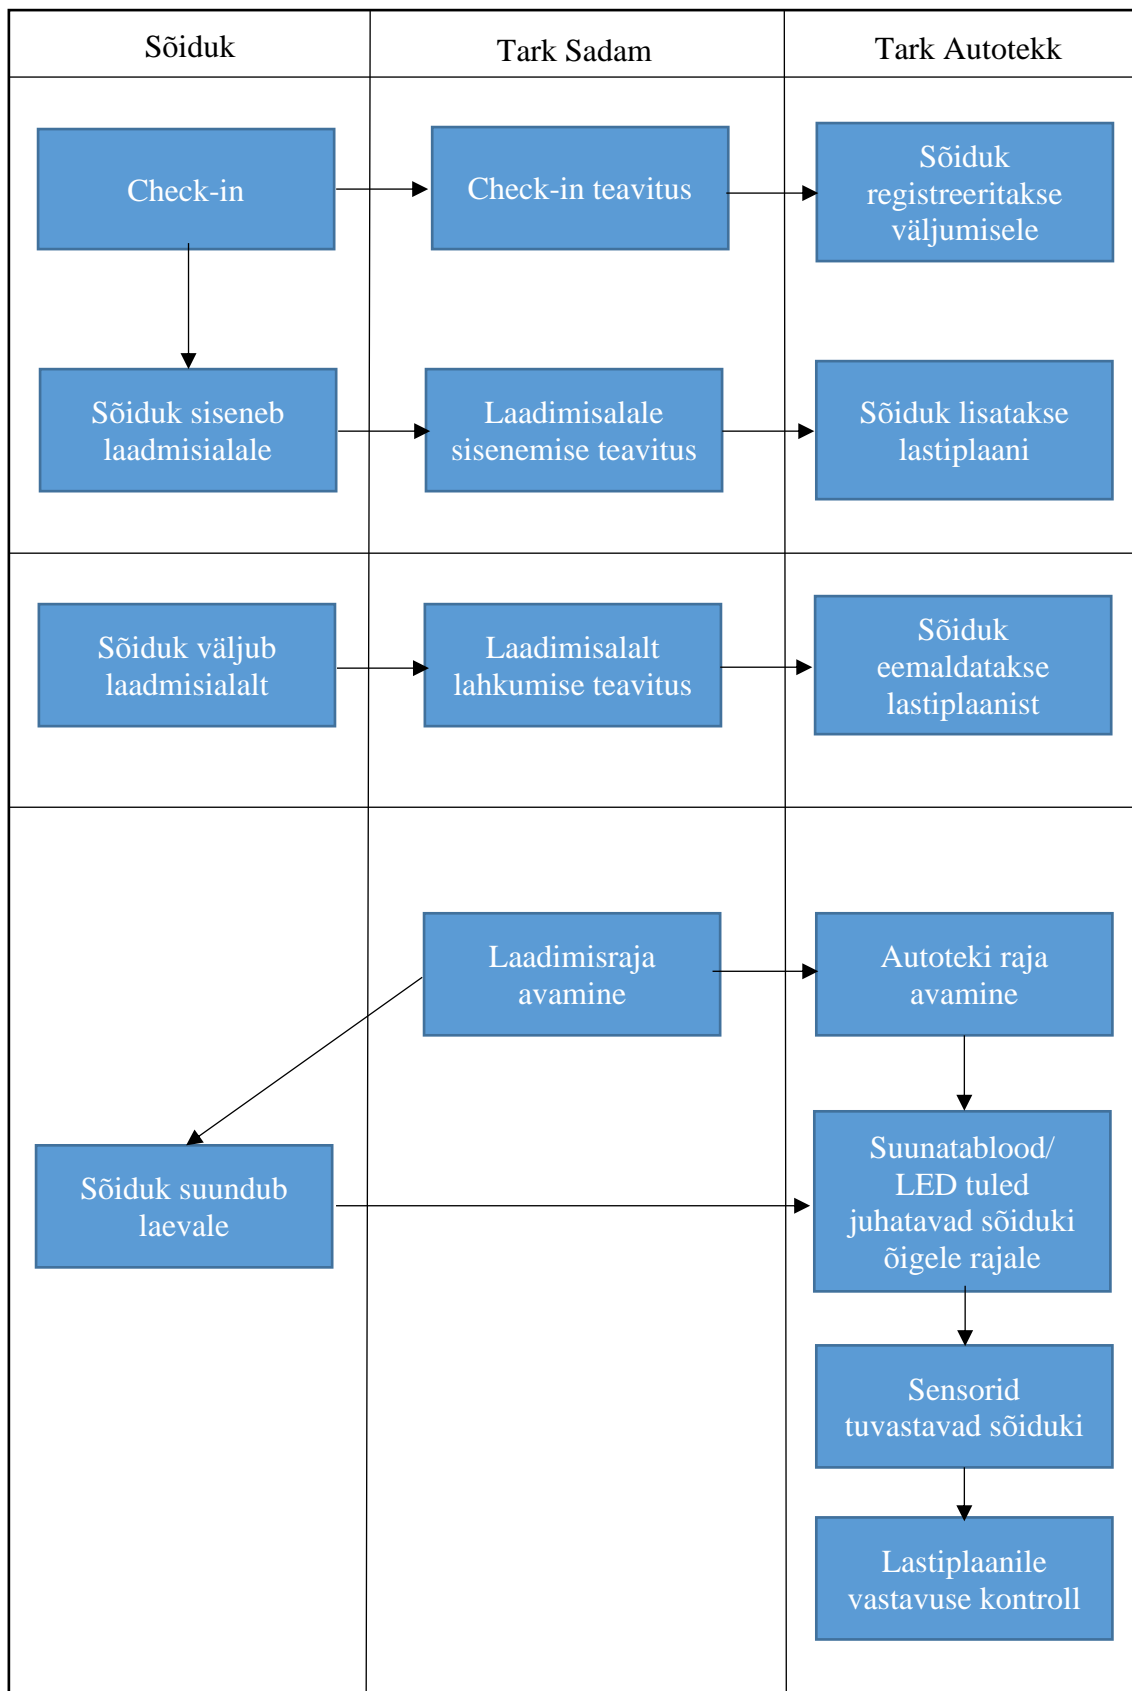 Sõiduk
Tark Sadam
Tark Autotekk
Check-in
Check-in teavitus
Sõiduk
registreeritakse
väljumisele
Sõiduk siseneb
laadmisialale
Laadimisalale
sisenemise teavitus
Sõiduk lisatakse
lastiplaani
Sõiduk väljub
laadmisialalt
Laadimisalalt
lahkumise teavitus
Sõiduk
eemaldatakse
lastiplaanist
Laadimisraja
avamine
Autoteki raja
avamine
Sõiduk suundub
laevale
Suunatablood/
LED tuled
juhatavad sõiduki
õigele rajale
Sensorid
tuvastavad sõiduki
Lastiplaanile
vastavuse kontroll